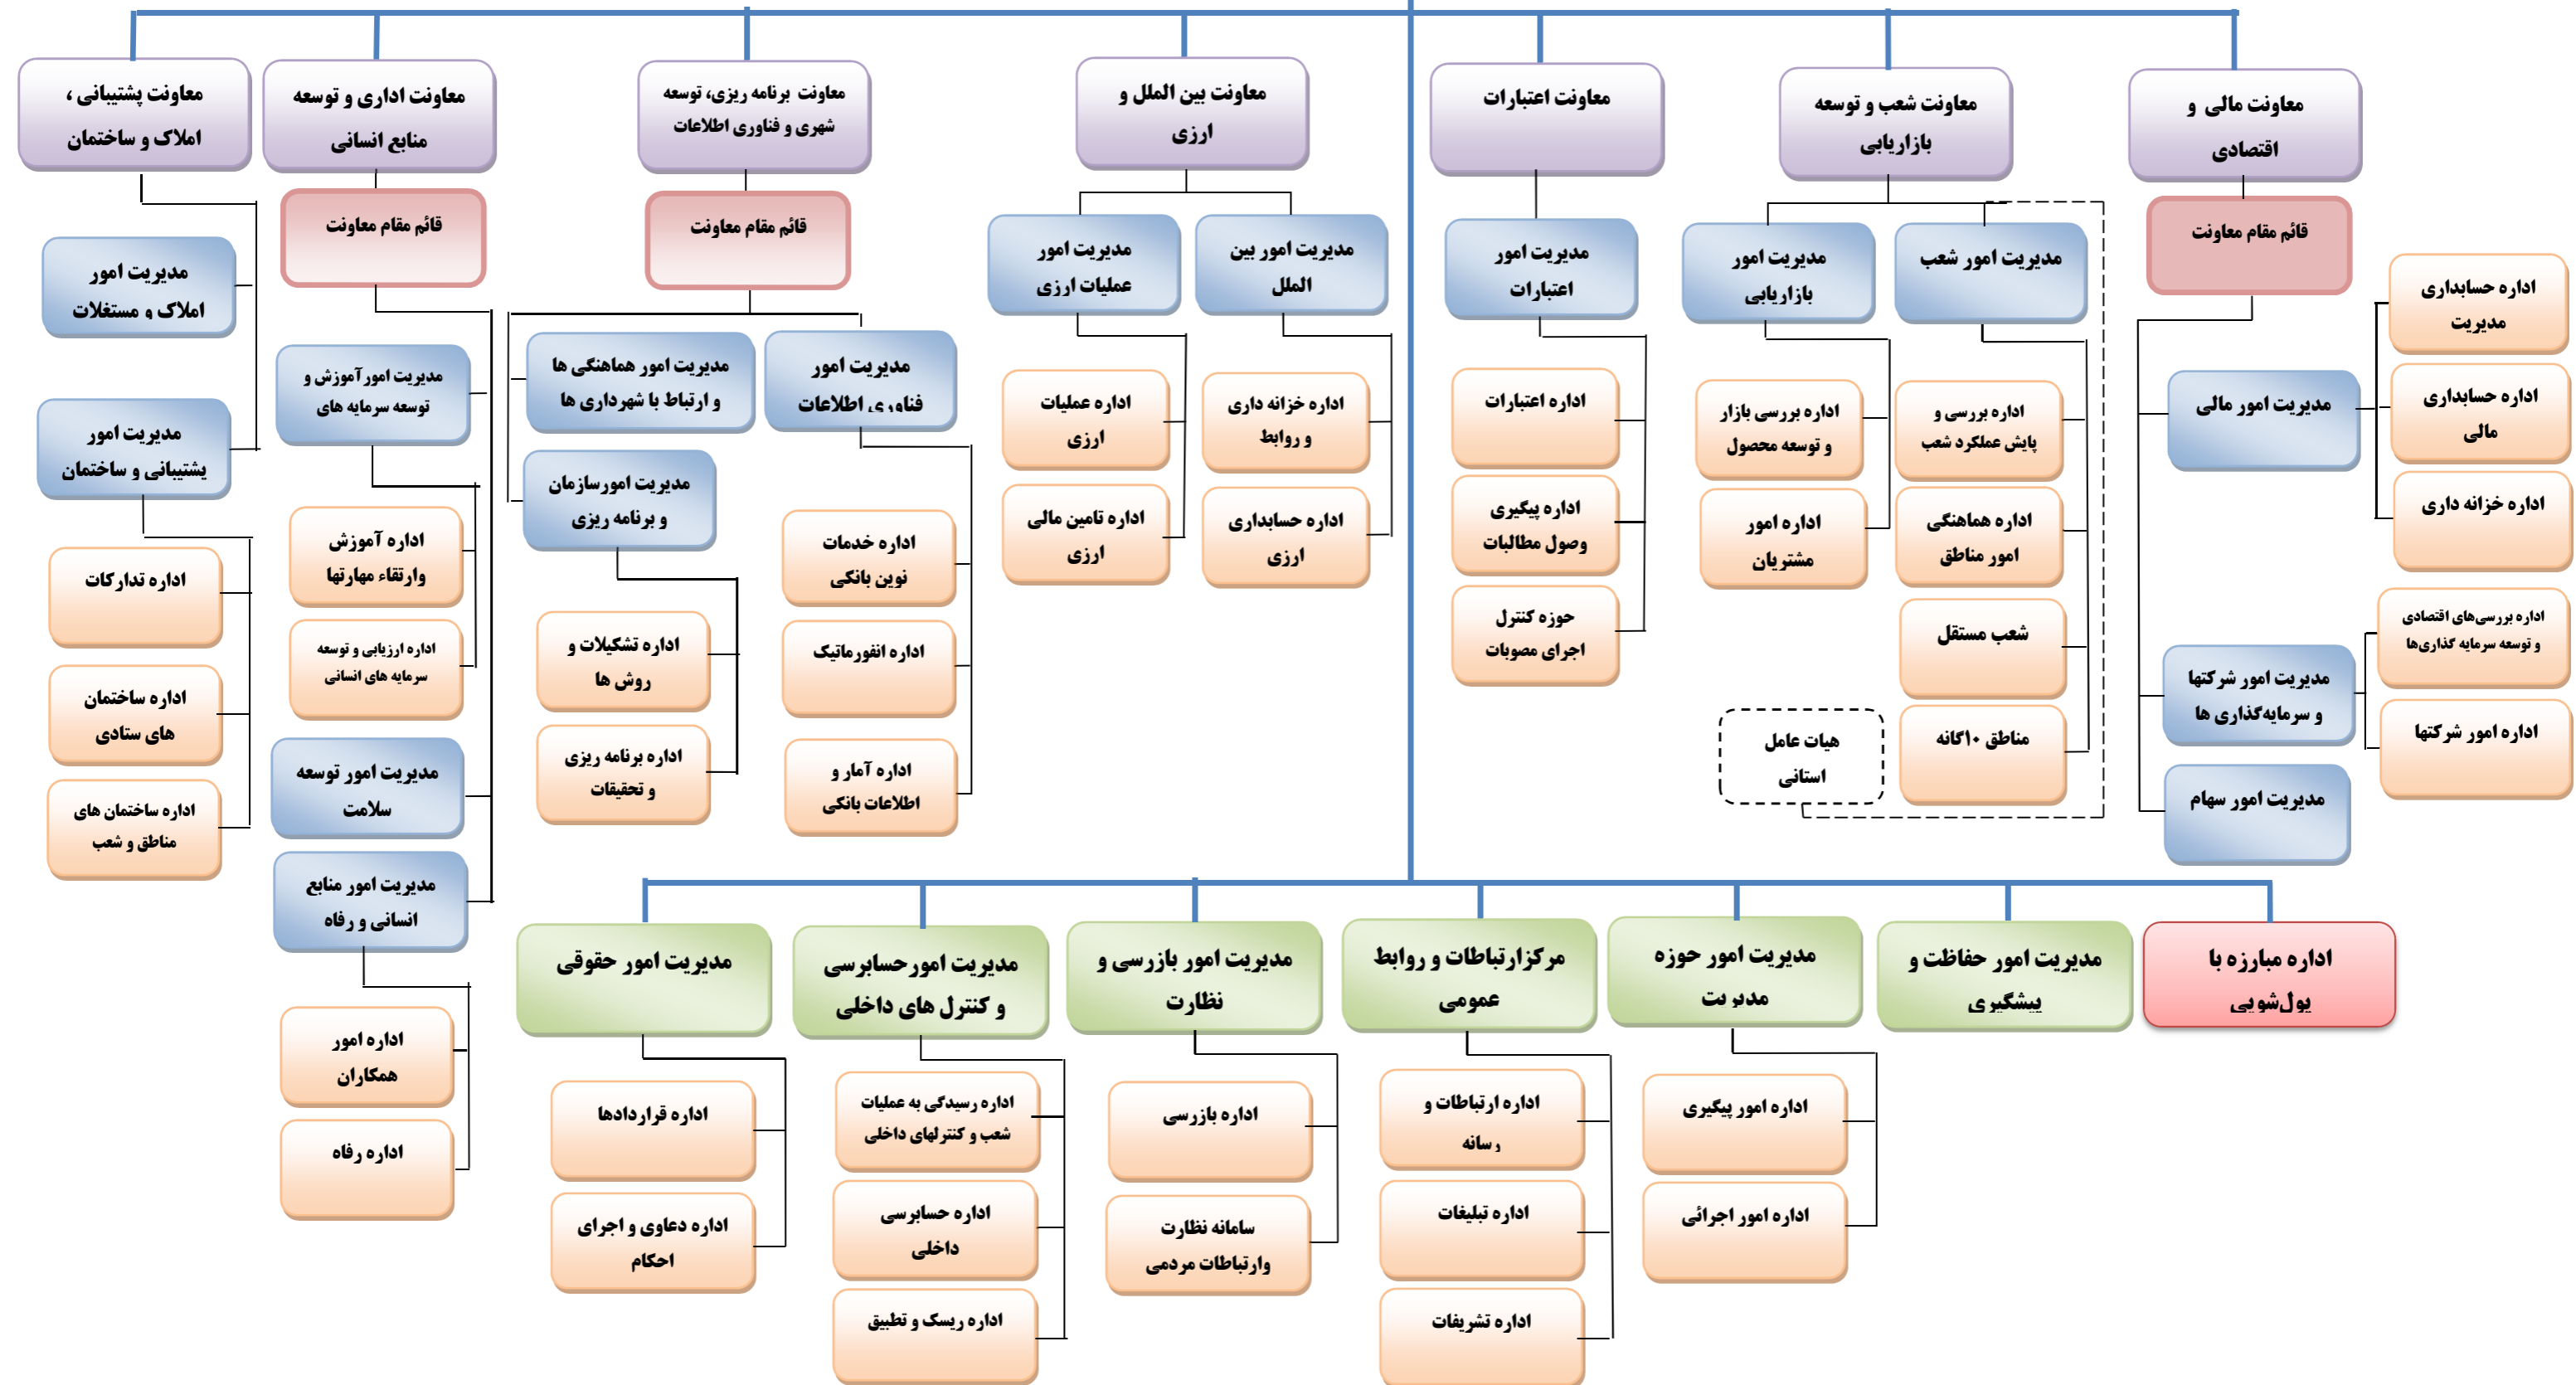 معاونت مالی و
اقتصادی
قائم مقام معاونت
مدیریت امور مالی
اداره حسابداری
مدیریت
اداره حسابداری
مالی
اداره خزانه داری
مدیریت امور شرکتها
و سرمایه‌گذاری ها
اداره بررسی‌های اقتصادی
و توسعه سرمایه گذاری‌ها
اداره امور شرکتها
مدیریت امور سهام
معاونت شعب و توسعه
بازاریابی
مدیریت امور شعب
اداره بررسی و
پایش عملکرد شعب
اداره هماهنگی
امور مناطق
شعب مستقل
مناطق ۱۰گانه
هیات عامل
استانی
مدیریت امور
بازاریابی
اداره بررسی بازار
و توسعه محصول
اداره امور
مشتریان
معاونت اعتبارات
مدیریت امور
اعتبارات
اداره اعتبارات
اداره پیگیری
وصول مطالبات
حوزه کنترل
اجرای مصوبات
معاونت بین الملل و
ارزی
مدیریت امور بین
الملل
اداره خزانه داری
و روابط
اداره حسابداری
ارزی
مدیریت امور
عملیات ارزی
اداره عملیات
ارزی
اداره تامین مالی
ارزی
معاونت برنامه ریزی، توسعه
شهری و فناوری اطلاعات
قائم مقام معاونت
مدیریت امور
فناوری اطلاعات
اداره خدمات
نوین بانکی
اداره انفورماتیک
اداره آمار و
اطلاعات بانکی
مدیریت امور هماهنگی ها
و ارتباط با شهرداری ها
مدیریت امورسازمان
و برنامه ریزی
اداره تشکیلات و
روش ها
اداره برنامه ریزی
و تحقیقات
معاونت اداری و توسعه
منابع انسانی
قائم مقام معاونت
مدیریت امورآموزش و
توسعه سرمایه های
اداره آموزش
وارتقاء مهارتها
اداره ارزیابی و توسعه
سرمایه های انسانی
مدیریت امور توسعه
سلامت
مدیریت امور منابع
انسانی و رفاه
اداره امور
همکاران
اداره رفاه
معاونت پشتیبانی ،
املاک و ساختمان
مدیریت امور
املاک و مستغلات
مدیریت امور
پشتیبانی و ساختمان
اداره تدارکات
اداره ساختمان
های ستادی
اداره ساختمان های
مناطق و شعب
اداره مبارزه با
پول‌شویی
مدیریت امور حفاظت و
پیشگیری
مدیریت امور حوزه
مدیریت
اداره امور پیگیری
اداره امور اجرائی
مرکزارتباطات و روابط
عمومی
اداره ارتباطات و
رسانه
اداره تبلیغات
اداره تشریفات
مدیریت امور بازرسی و
نظارت
اداره بازرسی
سامانه نظارت
وارتباطات مردمی
مدیریت امورحسابرسی
و کنترل های داخلی
اداره رسیدگی به عملیات
شعب و کنترلهای داخلی
اداره حسابرسی
داخلی
اداره ریسک و تطبیق
مدیریت امور حقوقی
اداره قراردادها
اداره دعاوی و اجرای
احکام